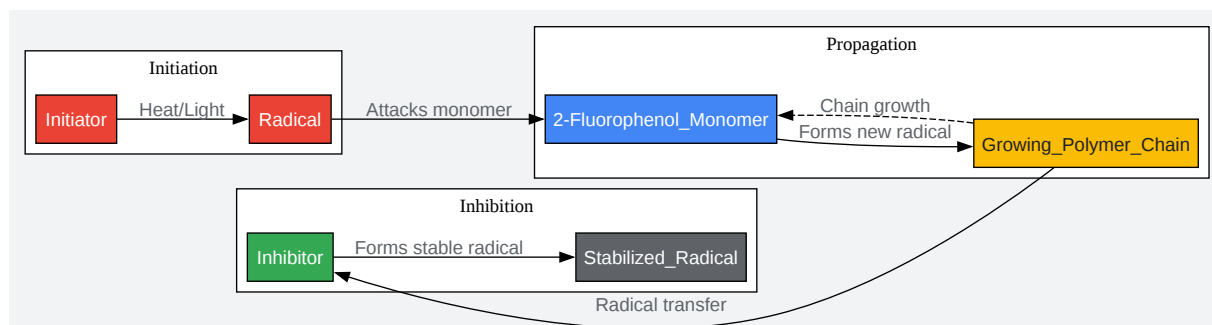 Initiation
Initiator
Heat/Light
Radical
Attacks monomer
Propagation
2-Fluorophenol_Monomer
Chain growth
Forms new radical
Growing_Polymer_Chain
Inhibition
Inhibitor
Forms stable radical
Stabilized_Radical
Radical transfer